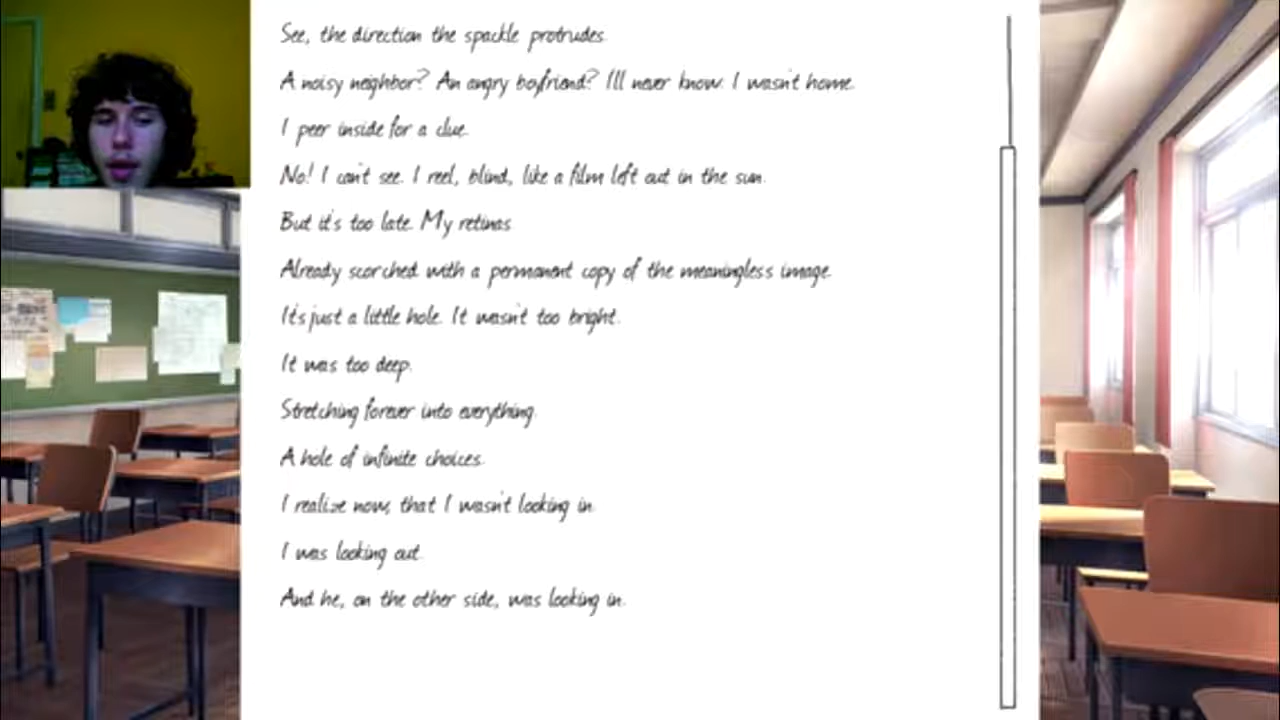 See, the direction the spackle protrudes.
A noisy neighbor? An angry boyfriend? I'll never know. I wasn't home.
I peer inside for a clue.
No! I can't see. I reel, blind, like a film left out in the sun.
But it's too late. My retinas
Already scorched with a permanent copy of the meaningless image.
It's just a little hole. It wasn't too bright.
It was too deep.
Stretching forever into everything.
A hole of infinite choices.
I realize now, that I wasn't looking in.
I was looking out.
And he, on the other side, was looking in.